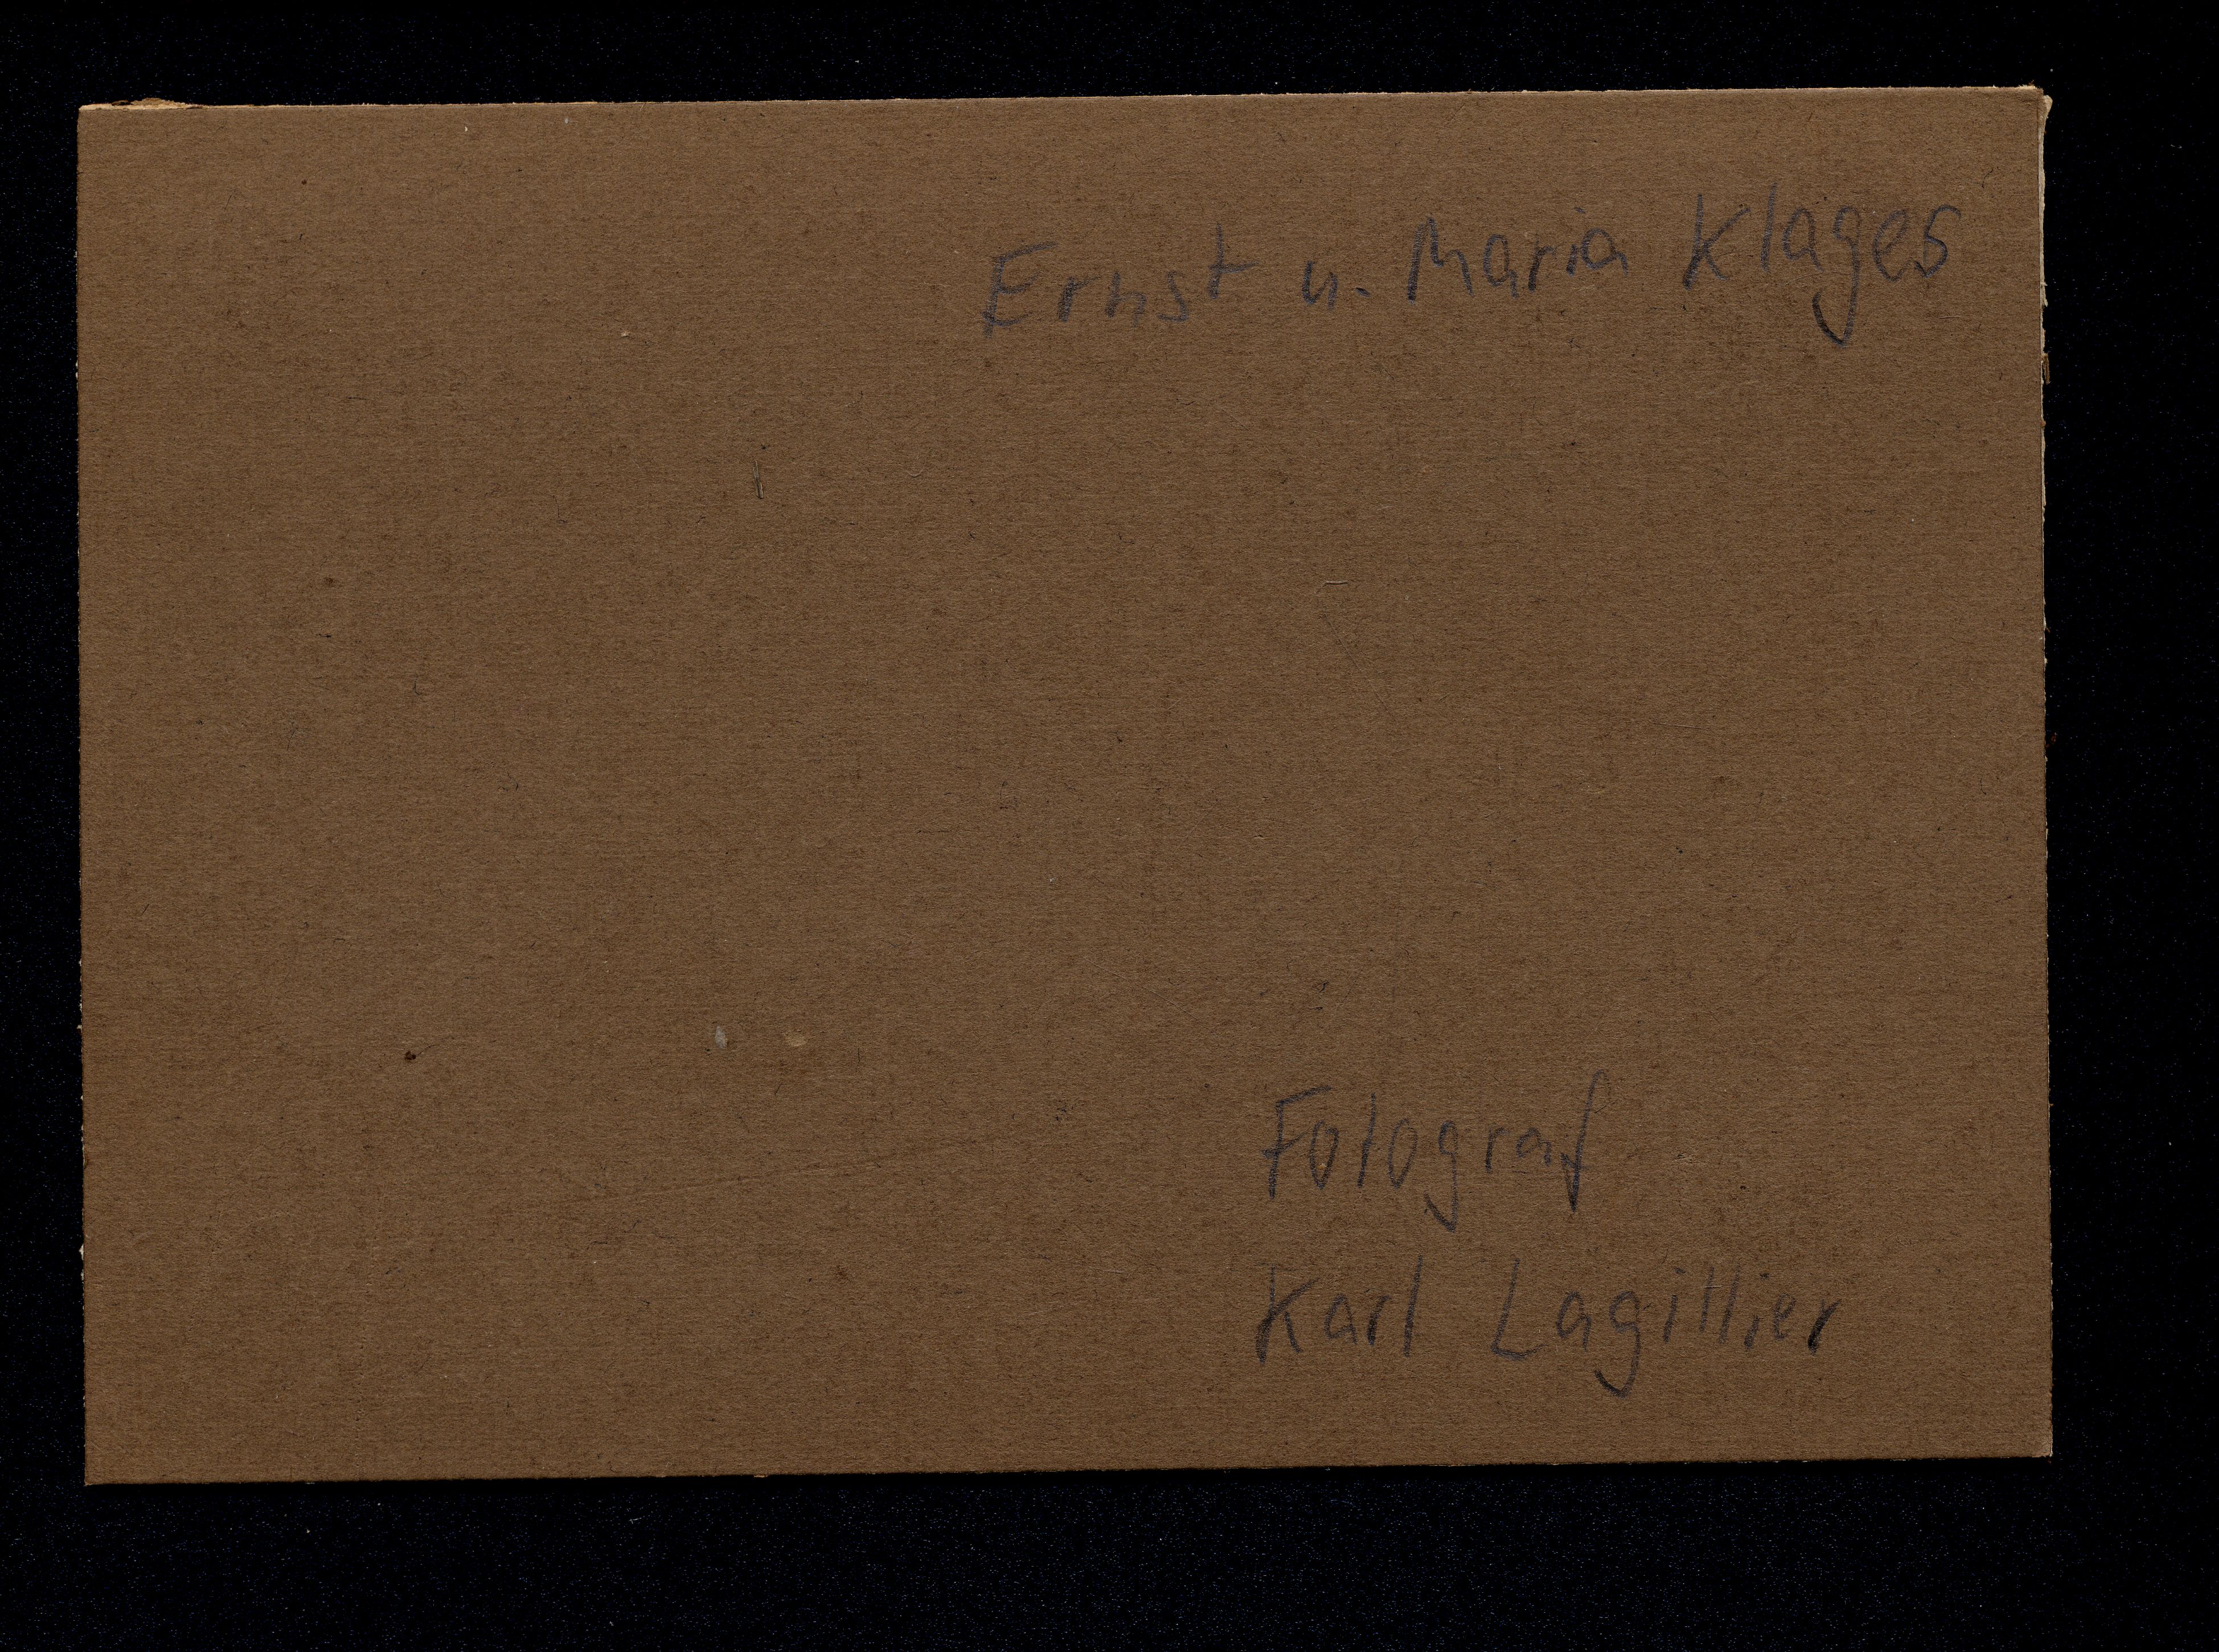 Ernst u. Maria Klages
Fotograf
Karl Lagillier